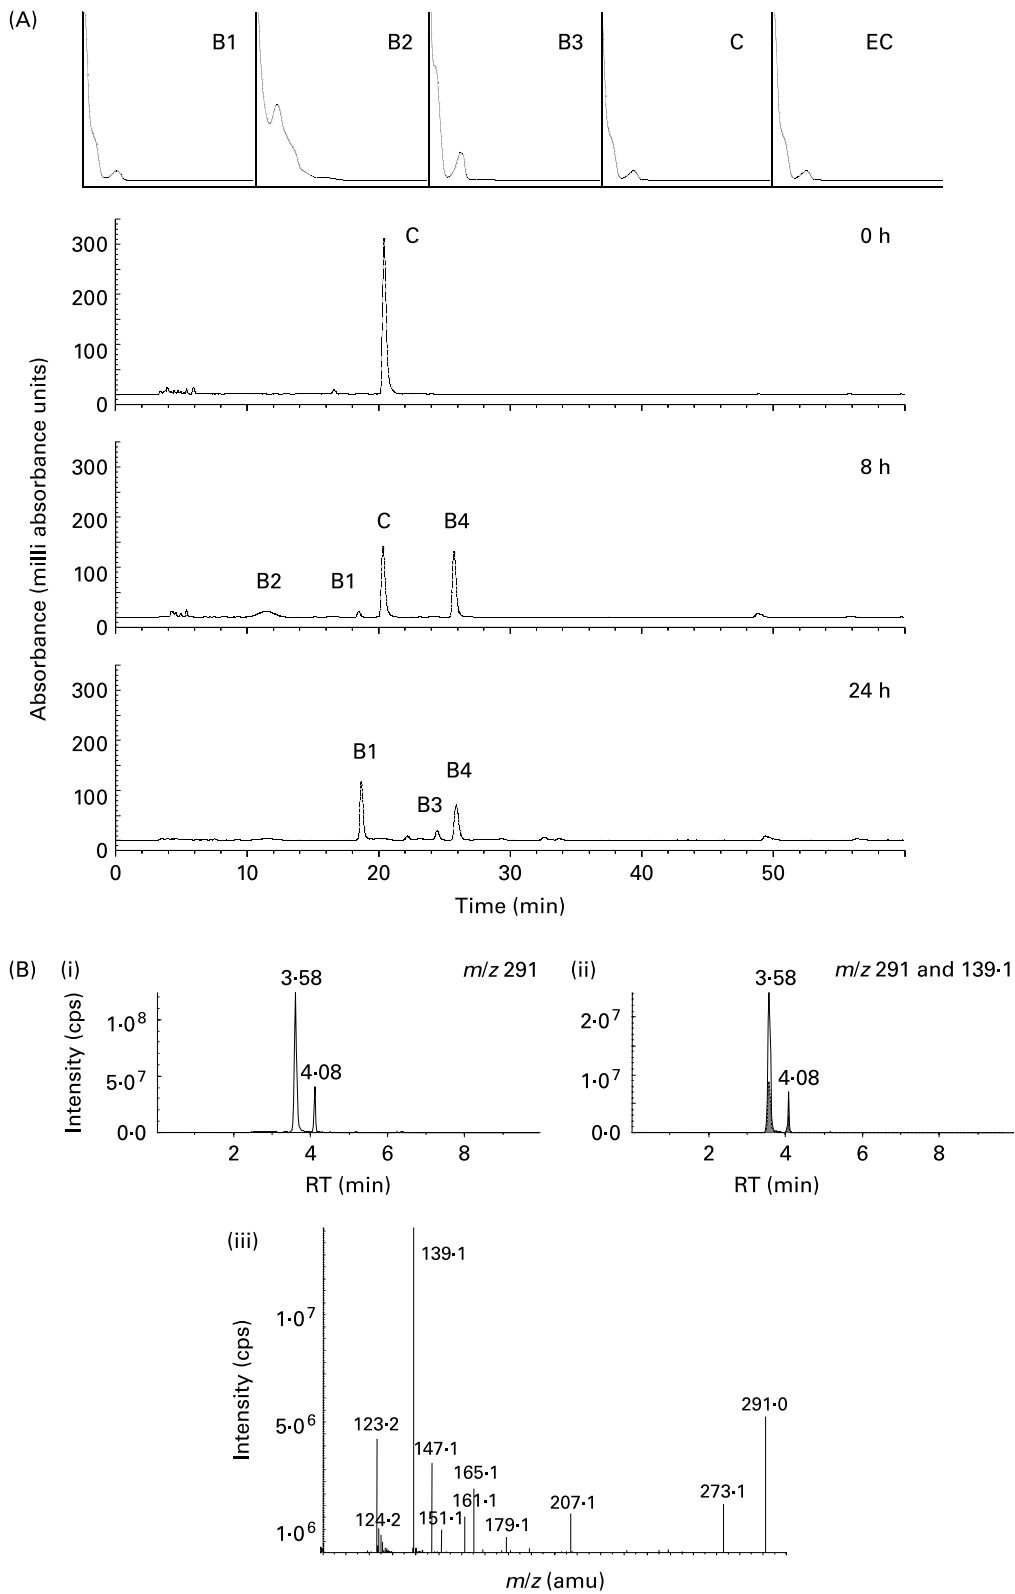 (A)
B1 B2 B3 C EC
Absorbance (milli absorbance units)
300
200
100
0
C
0 h
300
200
100
0
B2
B1
C
B4
8 h
300
200
100
0
B1
B3
B4
24 h
0 10 20 30 40 50
Time (min)
(B) (i) m/z 291
3·58
4·08
Intensity (cps)
1·0⁸
5·0⁷
0·0
2 4 6 8
RT (min)
(ii) m/z 291 and 139·1
3·58
4·08
2·0⁷
1·0⁷
0·0
2 4 6 8
RT (min)
(iii)
Intensity (cps)
1·0⁷
5·0⁶
1·0⁶
139·1
291·0
123·2
147·1
165·1
161·1
273·1
207·1
151·1
124·2
179·1
m/z (amu)